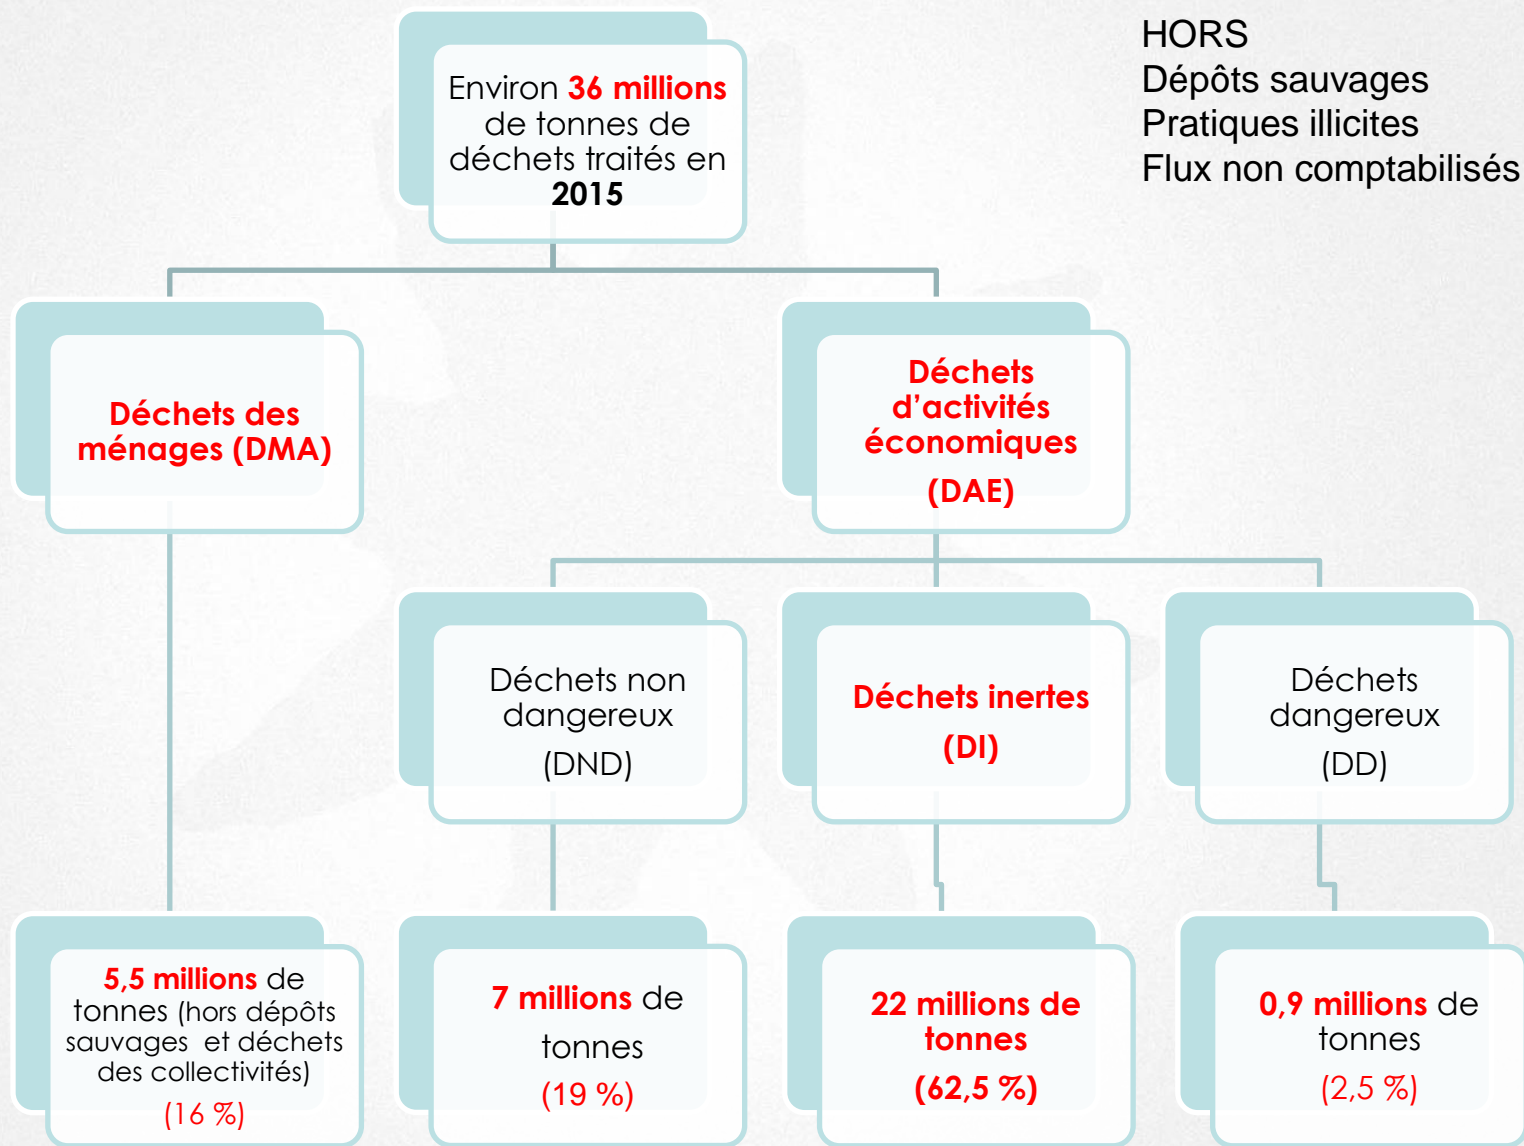 HORS
Dépôts sauvages
Pratiques illicites
Flux non comptabilisés
Environ 36 millions
de tonnes de
déchets traités en
2015
Déchets des
ménages (DMA)
Déchets
d’activités
économiques
(DAE)
Déchets non
dangereux
(DND)
Déchets inertes
(DI)
Déchets
dangereux
(DD)
5,5 millions de
tonnes (hors dépôts
sauvages et déchets
des collectivités)
(16 %)
7 millions de
tonnes
(19 %)
22 millions de
tonnes
(62,5 %)
0,9 millions de
tonnes
(2,5 %)